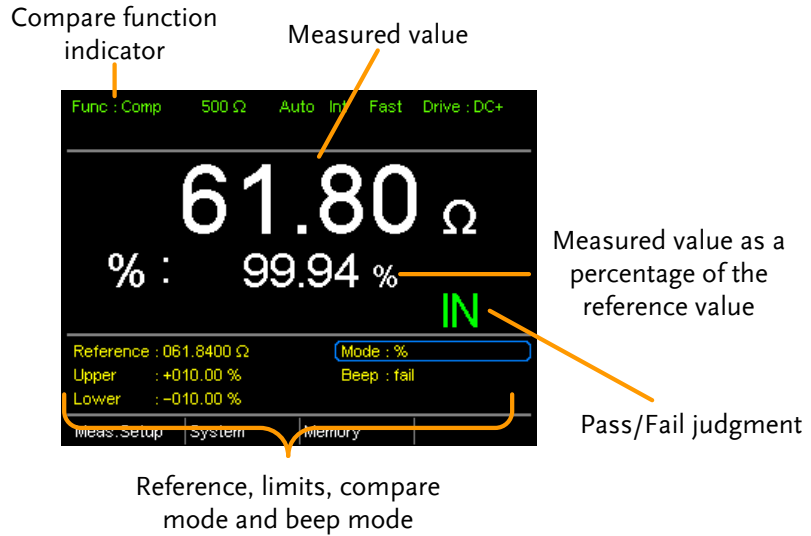 Compare function
indicator
Measured value
Func : Comp 500 Ω Auto Int Fast Drive : DC+
61.80 Ω
% : 99.94 %
Measured value as a
percentage of the
reference value
IN
Reference : 061.8400 Ω Mode : %
Upper : +010.00 % Beep : fail
Lower : -010.00 %
Meas.Setup System Memory
Pass/Fail judgment
Reference, limits, compare
mode and beep mode